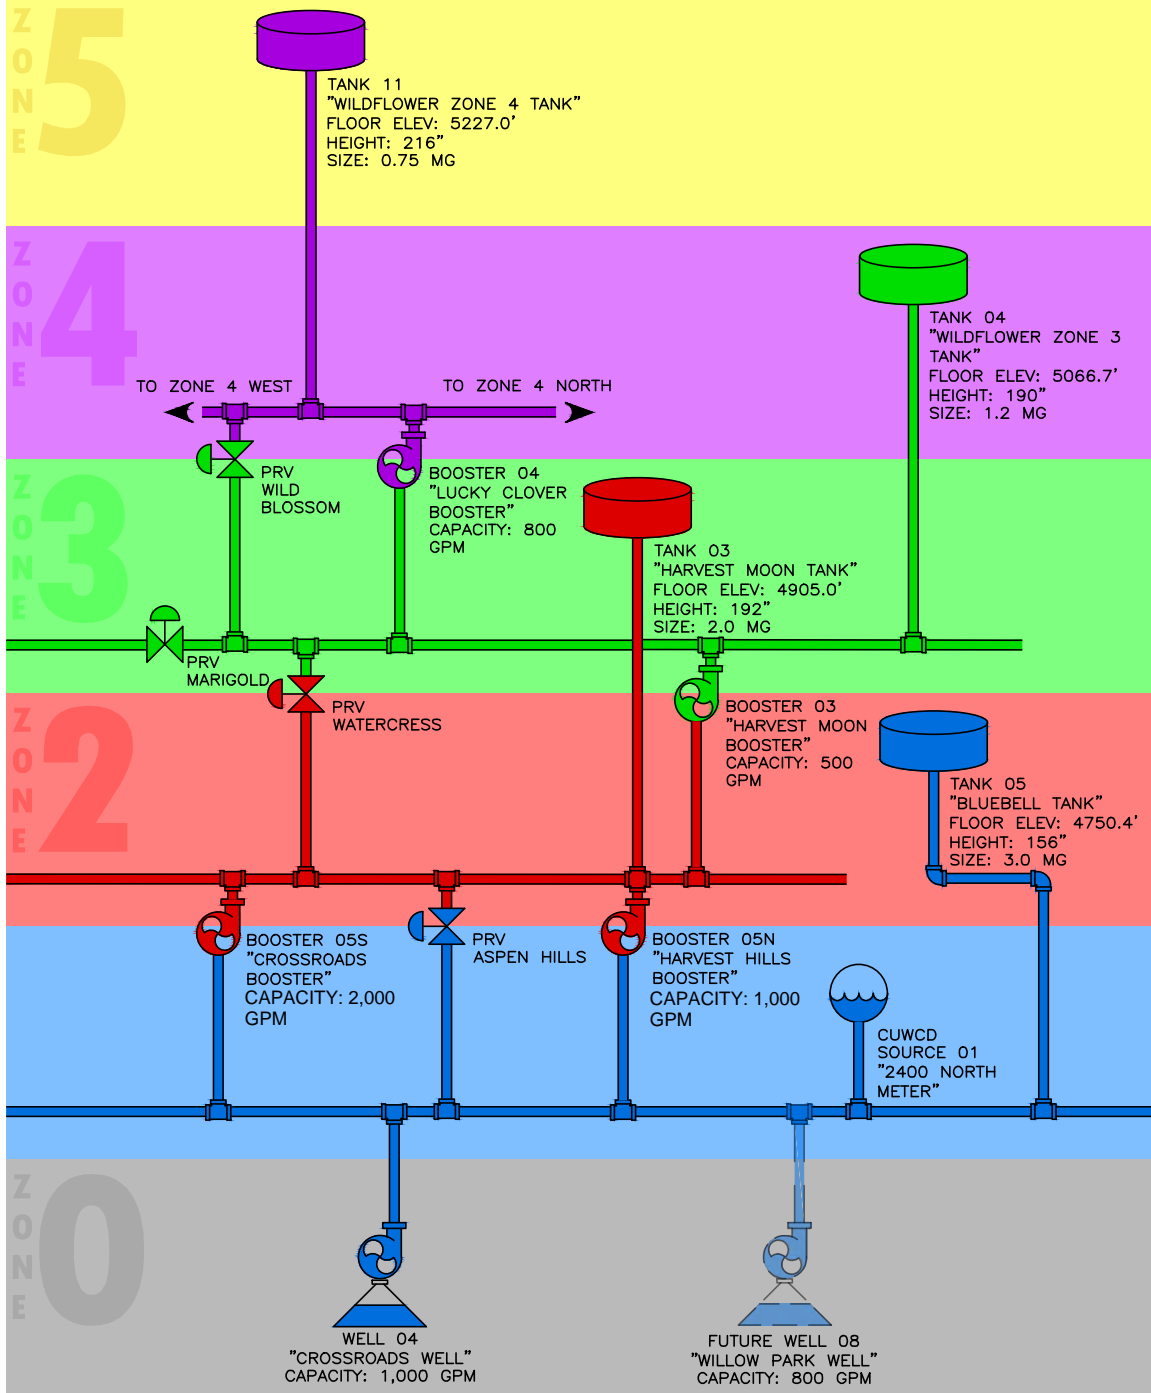 ZONE 5
TANK 11
"WILDFLOWER ZONE 4 TANK"
FLOOR ELEV: 5227.0'
HEIGHT: 216"
SIZE: 0.75 MG
ZONE 4
TANK 04
"WILDFLOWER ZONE 3
TANK"
FLOOR ELEV: 5066.7'
HEIGHT: 190"
SIZE: 1.2 MG
TO ZONE 4 WEST
TO ZONE 4 NORTH
PRV
WILD
BLOSSOM
BOOSTER 04
"LUCKY CLOVER
BOOSTER"
CAPACITY: 800
GPM
ZONE 3
TANK 03
"HARVEST MOON TANK"
FLOOR ELEV: 4905.0'
HEIGHT: 192"
SIZE: 2.0 MG
PRV
MARIGOLD
PRV
WATERCRESS
BOOSTER 03
"HARVEST MOON
BOOSTER"
CAPACITY: 500
GPM
ZONE 2
TANK 05
"BLUEBELL TANK"
FLOOR ELEV: 4750.4'
HEIGHT: 156"
SIZE: 3.0 MG
BOOSTER 05S
"CROSSROADS
BOOSTER"
CAPACITY: 2,000
GPM
PRV
ASPEN HILLS
BOOSTER 05N
"HARVEST HILLS
BOOSTER"
CAPACITY: 1,000
GPM
CUWCD
SOURCE 01
"2400 NORTH
METER"
ZONE 0
WELL 04
"CROSSROADS WELL"
CAPACITY: 1,000 GPM
FUTURE WELL 08
"WILLOW PARK WELL"
CAPACITY: 800 GPM